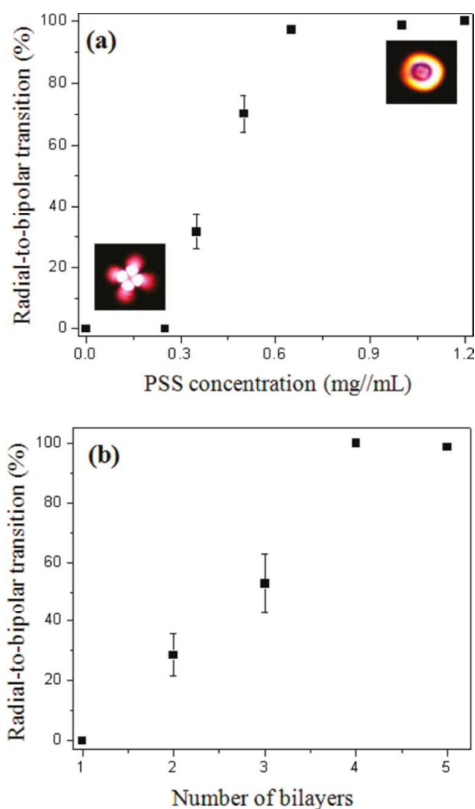 (a)
Radial-to-bipolar transition (%)
100
80
60
40
20
0
0.0 0.3 0.6 0.9 1.2
PSS concentration (mg//mL)
(b)
Radial-to-bipolar transition (%)
100
80
60
40
20
0
1 2 3 4 5
Number of bilayers